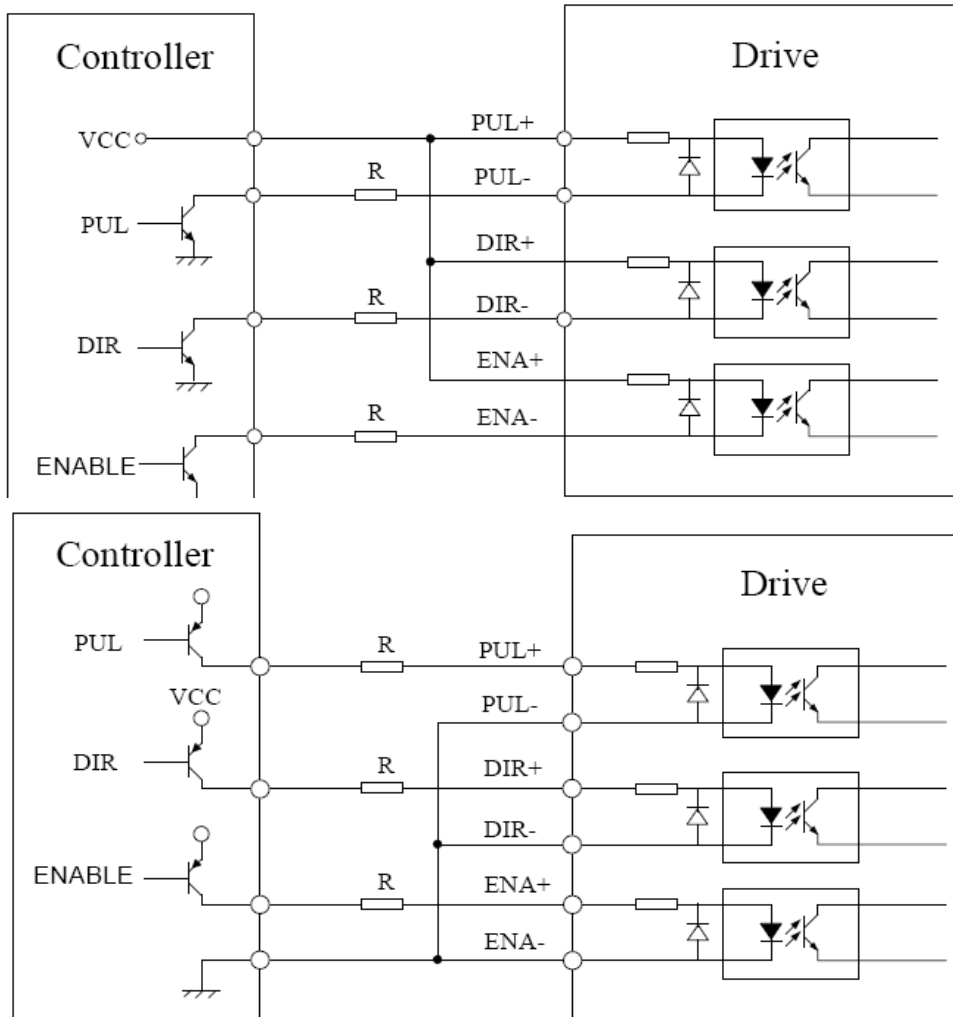 Controller
Drive
VCC
PUL+
R
PUL-
PUL
DIR+
R
DIR-
DIR
ENA+
R
ENA-
ENABLE
Controller
Drive
PUL
R
PUL+
VCC
PUL-
DIR
R
DIR+
DIR-
ENABLE
R
ENA+
ENA-